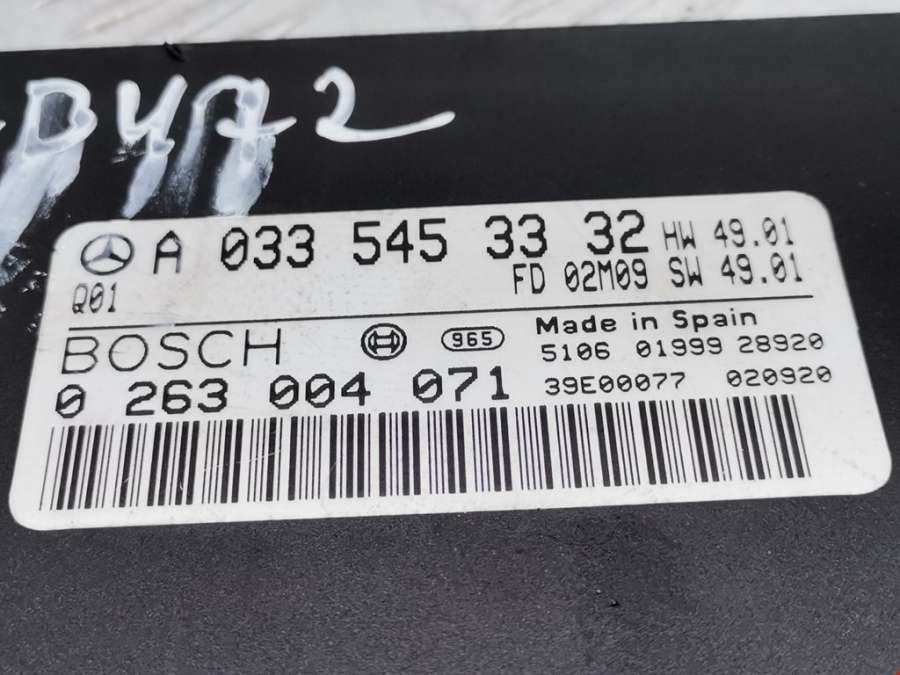 A 033 545 33 32 HW 49.01
Q01 FD 02M09 SW 49.01
BOSCH 965 Made in Spain
5106 01999 28920
0 263 004 071 39E00077 020920